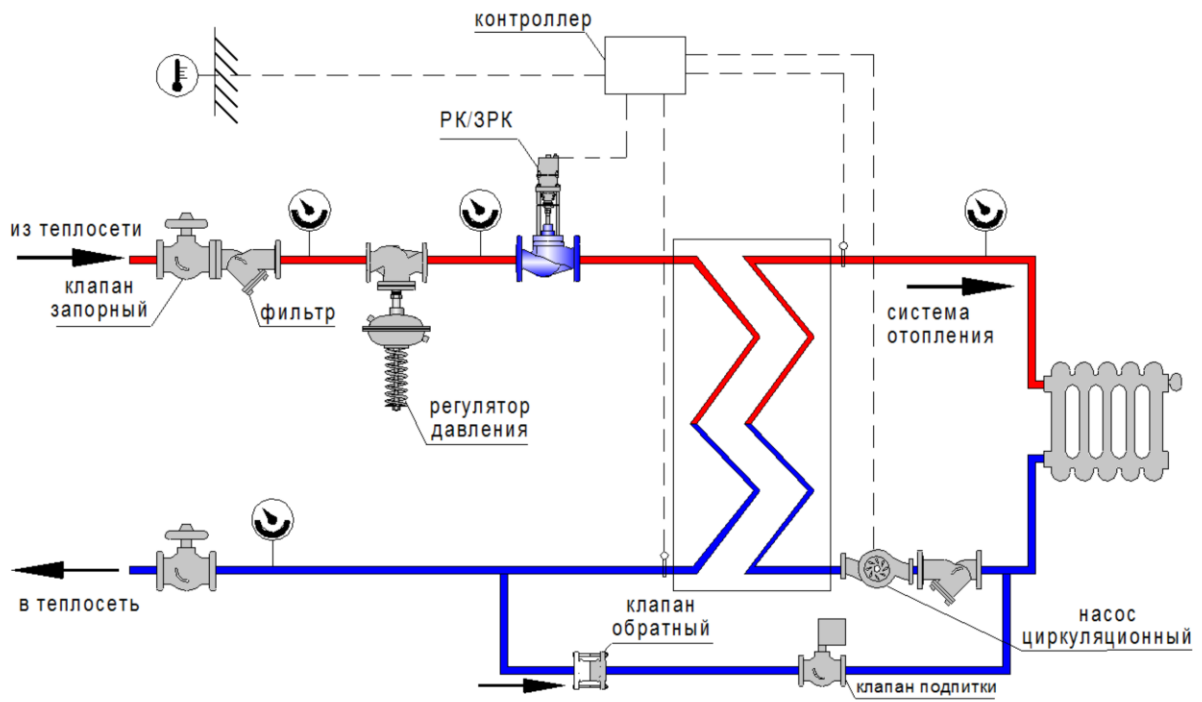 контроллер
РК/ЗРК
из теплосети
клапан
запорный
фильтр
система
отопления
регулятор
давления
в теплосеть
клапан
обратный
насос
циркуляционный
клапан подпитки